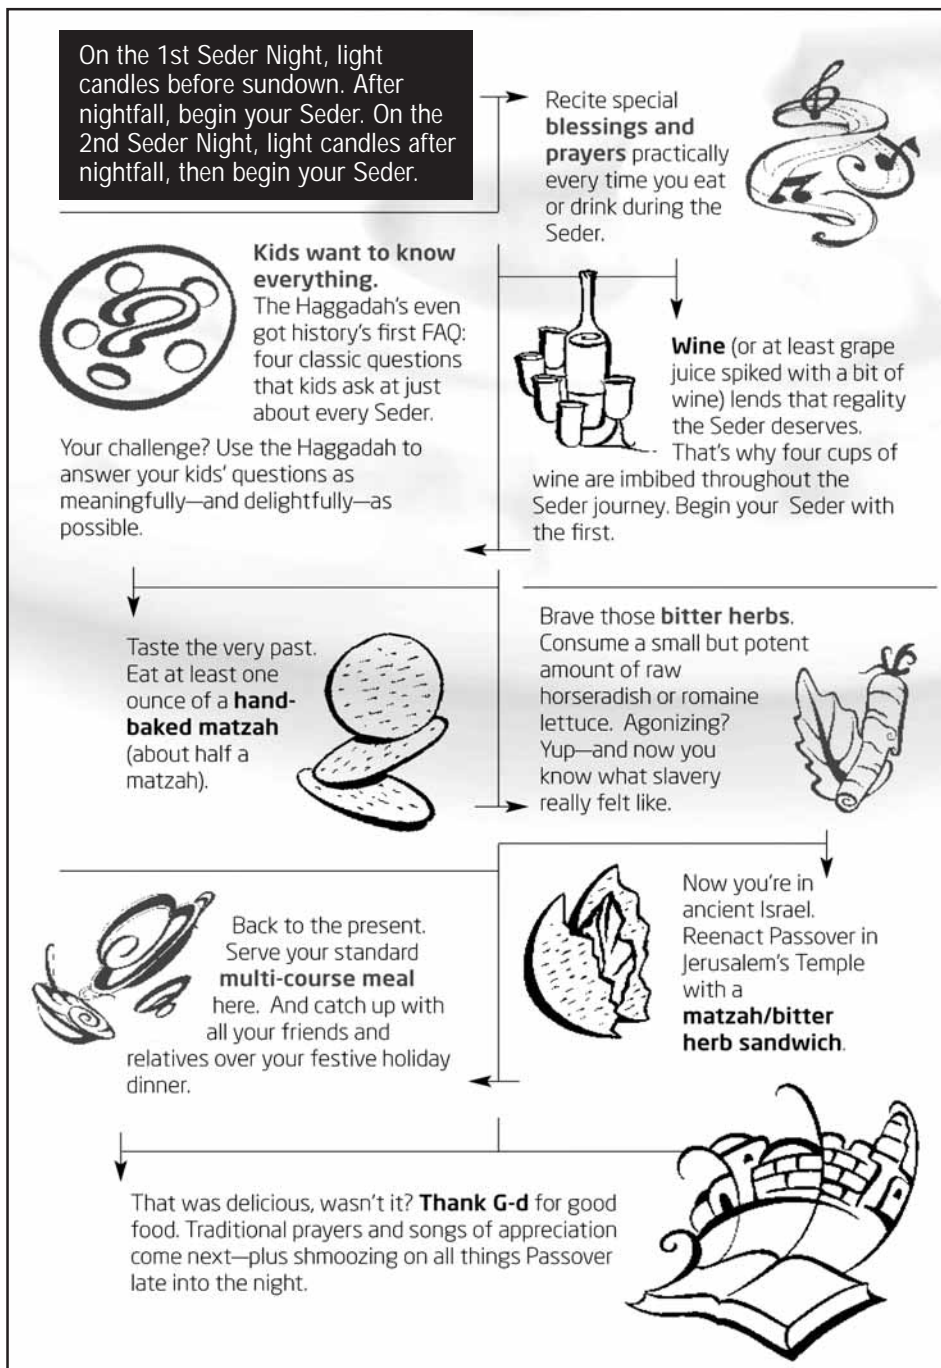 On the 1st Seder Night, light
candles before sundown. After
nightfall, begin your Seder. On the
2nd Seder Night, light candles after
nightfall, then begin your Seder.
Recite special
blessings and
prayers practically
every time you eat
or drink during the
Seder.
Wine (or at least grape
juice spiked with a bit of
wine) lends that regality
the Seder deserves.
That's why four cups of
wine are imbibed throughout the
Seder journey. Begin your Seder with
the first.
Kids want to know
everything.
The Haggadah's even
got history's first FAQ:
four classic questions
that kids ask at just
about every Seder.
Your challenge? Use the Haggadah to
answer your kids' questions as
meaningfully—and delightfully—as
possible.
Taste the very past.
Eat at least one
ounce of a hand-
baked matzah
(about half a
matzah).
Brave those bitter herbs.
Consume a small but potent
amount of raw
horseradish or romaine
lettuce. Agonizing?
Yup—and now you
know what slavery
really felt like.
Now you're in
ancient Israel.
Reenact Passover in
Jerusalem's Temple
with a
matzah/bitter
herb sandwich.
Back to the present.
Serve your standard
multi-course meal
here. And catch up with
all your friends and
relatives over your festive holiday
dinner.
That was delicious, wasn't it? Thank G-d for good
food. Traditional prayers and songs of appreciation
come next—plus shmoozing on all things Passover
late into the night.